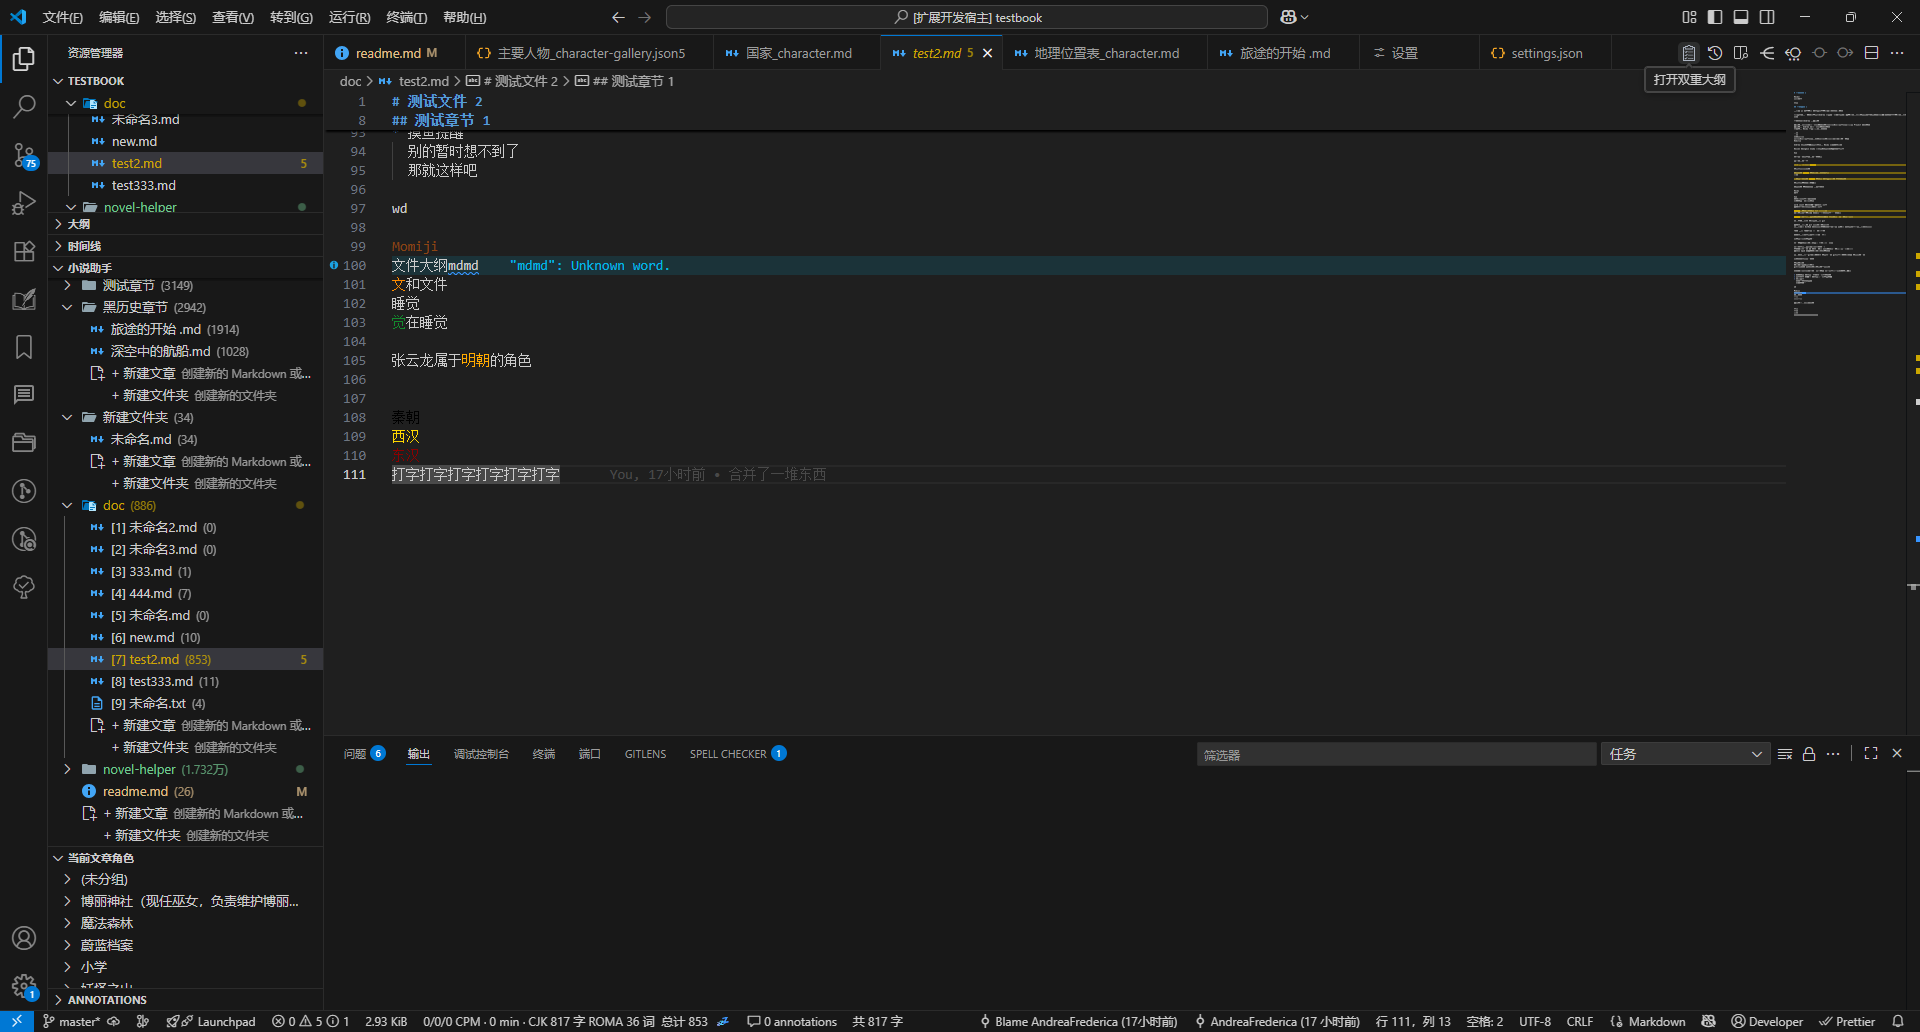 文件(F) 编辑(E) 选择(S) 查看(V) 转到(G) 运行(R) 终端(T) 帮助(H)
[扩展开发宿主] testbook
资源管理器
TESTBOOK
doc
未命名3.md
new.md
test2.md 5
test333.md
novel-helper
大纲
时间线
小说助手
测试章节 (3149)
黑历史章节 (2942)
旅途的开始 .md (1914)
深空中的航船.md (1028)
+ 新建文章 创建新的 Markdown 或...
+ 新建文件夹 创建新的文件夹
新建文件夹 (34)
未命名.md (34)
+ 新建文章 创建新的 Markdown 或...
+ 新建文件夹 创建新的文件夹
doc (886)
[1] 未命名2.md (0)
[2] 未命名3.md (0)
[3] 333.md (1)
[4] 444.md (7)
[5] 未命名.md (0)
[6] new.md (10)
[7] test2.md (853) 5
[8] test333.md (11)
[9] 未命名.txt (4)
+ 新建文章 创建新的 Markdown 或...
+ 新建文件夹 创建新的文件夹
novel-helper (1.732万)
readme.md (26) M
+ 新建文章 创建新的 Markdown 或...
+ 新建文件夹 创建新的文件夹
当前文章角色
(未分组)
博丽神社（现任巫女，负责维护博丽...
魔法森林
蔚蓝档案
小学
妖怪之山
ANNOTATIONS
75
1
readme.md M
主要人物_character-gallery.json5
国家_character.md
test2.md 5
地理位置表_character.md
旅途的开始 .md
设置
settings.json
打开双重大纲
doc > test2.md > # 测试文件 2 > ## 测试章节 1
1 # 测试文件 2
8 ## 测试章节 1
93 摸鱼提醒
94 别的暂时想不到了
95 那就这样吧
96
97 wd
98
99 Momiji
100 文件大纲mdmd "mdmd": Unknown word.
101 文和文件
102 睡觉
103 觉在睡觉
104
105 张云龙属于明朝的角色
106
107
108 秦朝
109 西汉
110 东汉
111 打字打字打字打字打字打字 You, 17小时前 • 合并了一堆东西
问题 6 输出 调试控制台 终端 端口 GITLENS SPELL CHECKER 1
筛选器
任务
master* Launchpad 0 5 1 2.93 KiB 0/0/0 CPM · 0 min · CJK 817 字 ROMA 36 词 总计 853 0 annotations 共 817 字
Blame AndreaFrederica (17小时前) AndreaFrederica (17 小时前) 行 111，列 13 空格: 2 UTF-8 CRLF Markdown Developer Prettier